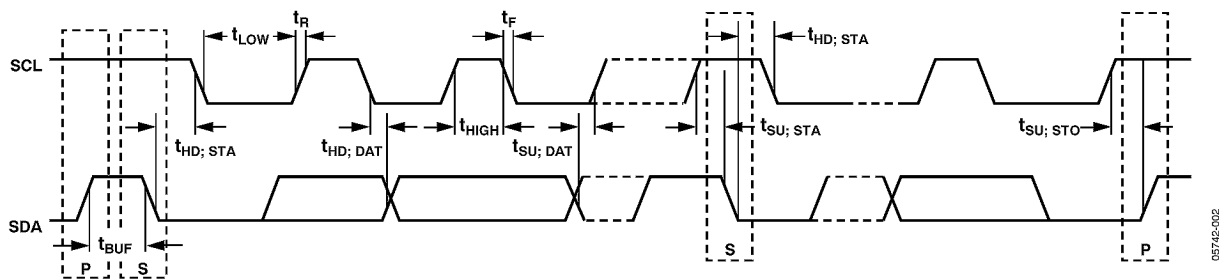 tR
tF
tLOW
tHD; STA
SCL
tHD; STA
tHD; DAT
tHIGH
tSU; DAT
tSU; STA
tSU; STO
SDA
tBUF
P
S
S
P
05742-002